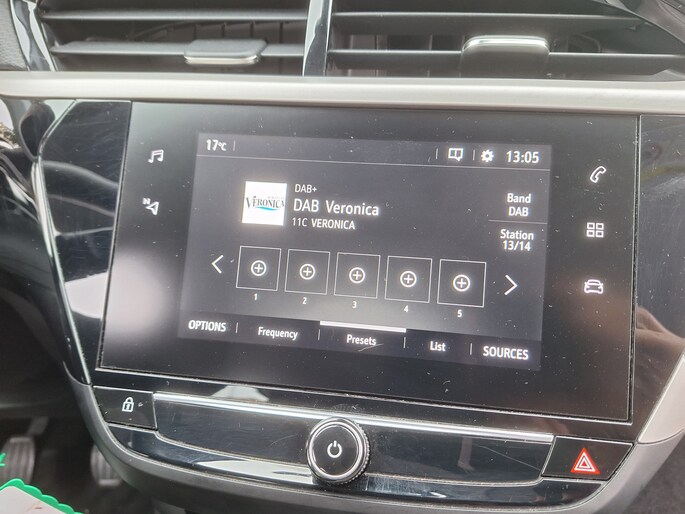 17°C
13:05
VERONICA
DAB+
DAB Veronica
11C VERONICA
Band
DAB
Station
13/14
1 2 3 4 5
OPTIONS Frequency Presets List SOURCES